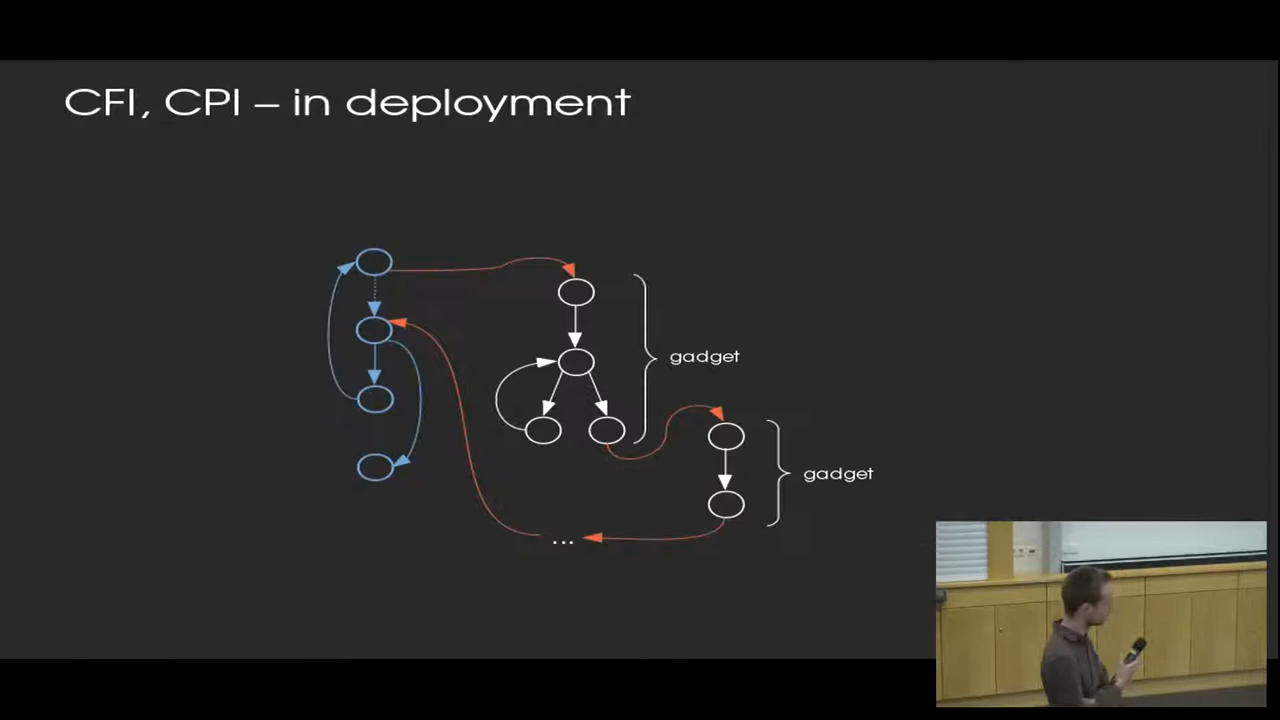 CFI, CPI – in deployment
gadget
gadget
...